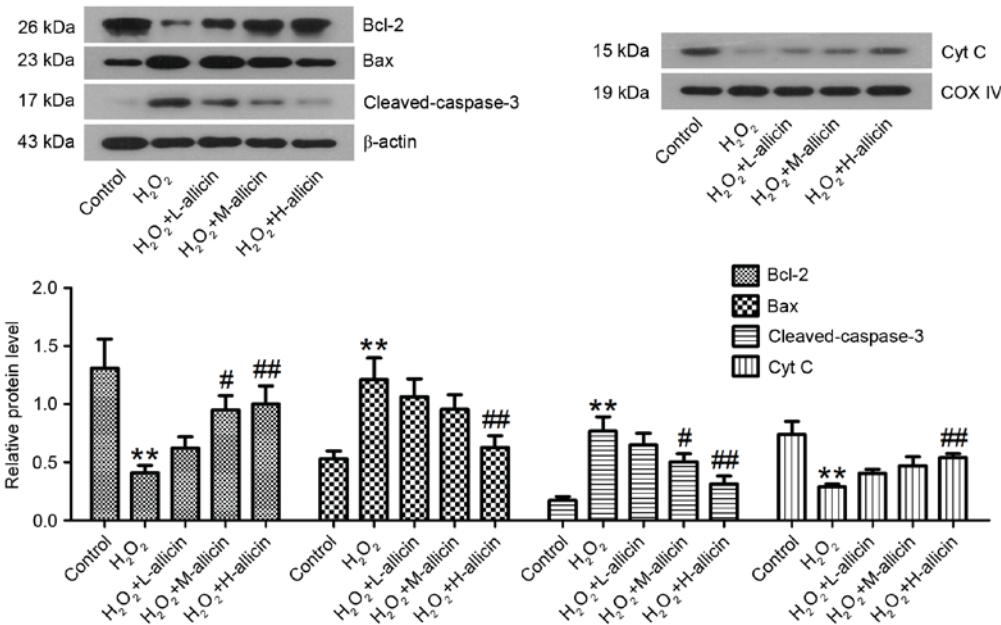 26 kDa Bcl-2
23 kDa Bax
17 kDa Cleaved-caspase-3
43 kDa β-actin
Control
H₂O₂
H₂O₂+L-allicin
H₂O₂+M-allicin
H₂O₂+H-allicin
15 kDa Cyt C
19 kDa COX IV
Control
H₂O₂
H₂O₂+L-allicin
H₂O₂+M-allicin
H₂O₂+H-allicin
Bcl-2
Bax
Cleaved-caspase-3
Cyt C
Relative protein level
2.0
1.5
1.0
0.5
0.0
**
#
##
**
##
**
#
##
**
##
Control
H₂O₂
H₂O₂+L-allicin
H₂O₂+M-allicin
H₂O₂+H-allicin
Control
H₂O₂
H₂O₂+L-allicin
H₂O₂+M-allicin
H₂O₂+H-allicin
Control
H₂O₂
H₂O₂+L-allicin
H₂O₂+M-allicin
H₂O₂+H-allicin
Control
H₂O₂
H₂O₂+L-allicin
H₂O₂+M-allicin
H₂O₂+H-allicin